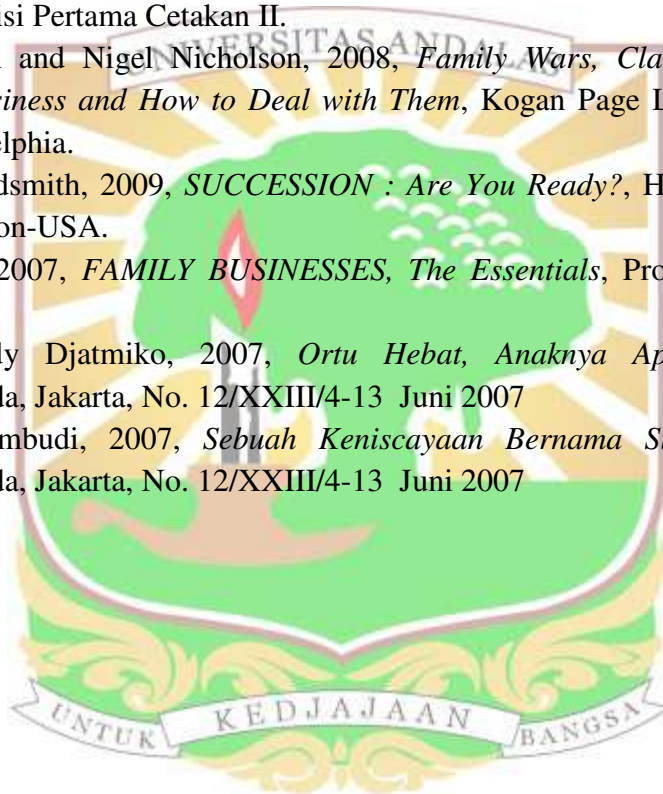 isi Pertama Cetakan II.
UNIVERSITAS ANDALAS
and Nigel Nicholson, 2008, Family Wars, Cla
siness and How to Deal with Them, Kogan Page L
elphia.
dsmith, 2009, SUCCESSION : Are You Ready?, H
on-USA.
2007, FAMILY BUSINESSES, The Essentials, Pro
dy Djatmiko, 2007, Ortu Hebat, Anaknya Ap
da, Jakarta, No. 12/XXIII/4-13 Juni 2007
mbudi, 2007, Sebuah Keniscayaan Bernama S
da, Jakarta, No. 12/XXIII/4-13 Juni 2007
UNTUK KEDJAJAAN BANGSA